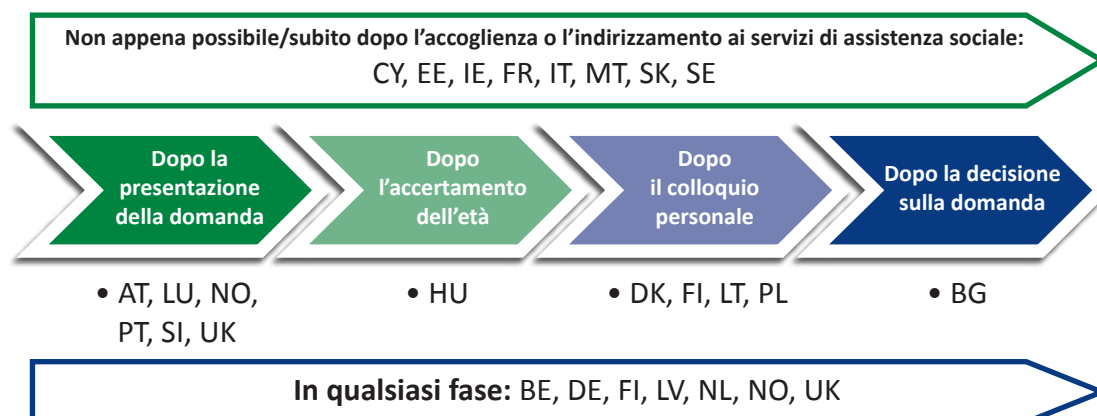 Non appena possibile/subito dopo l’accoglienza o l’indirizzamento ai servizi di assistenza sociale:
CY, EE, IE, FR, IT, MT, SK, SE
Dopo la
presentazione
della domanda
Dopo
l’accertamento
dell’età
Dopo
il colloquio
personale
Dopo la decisione
sulla domanda
• AT, LU, NO,
PT, SI, UK
• HU
• DK, FI, LT, PL
• BG
In qualsiasi fase: BE, DE, FI, LV, NL, NO, UK